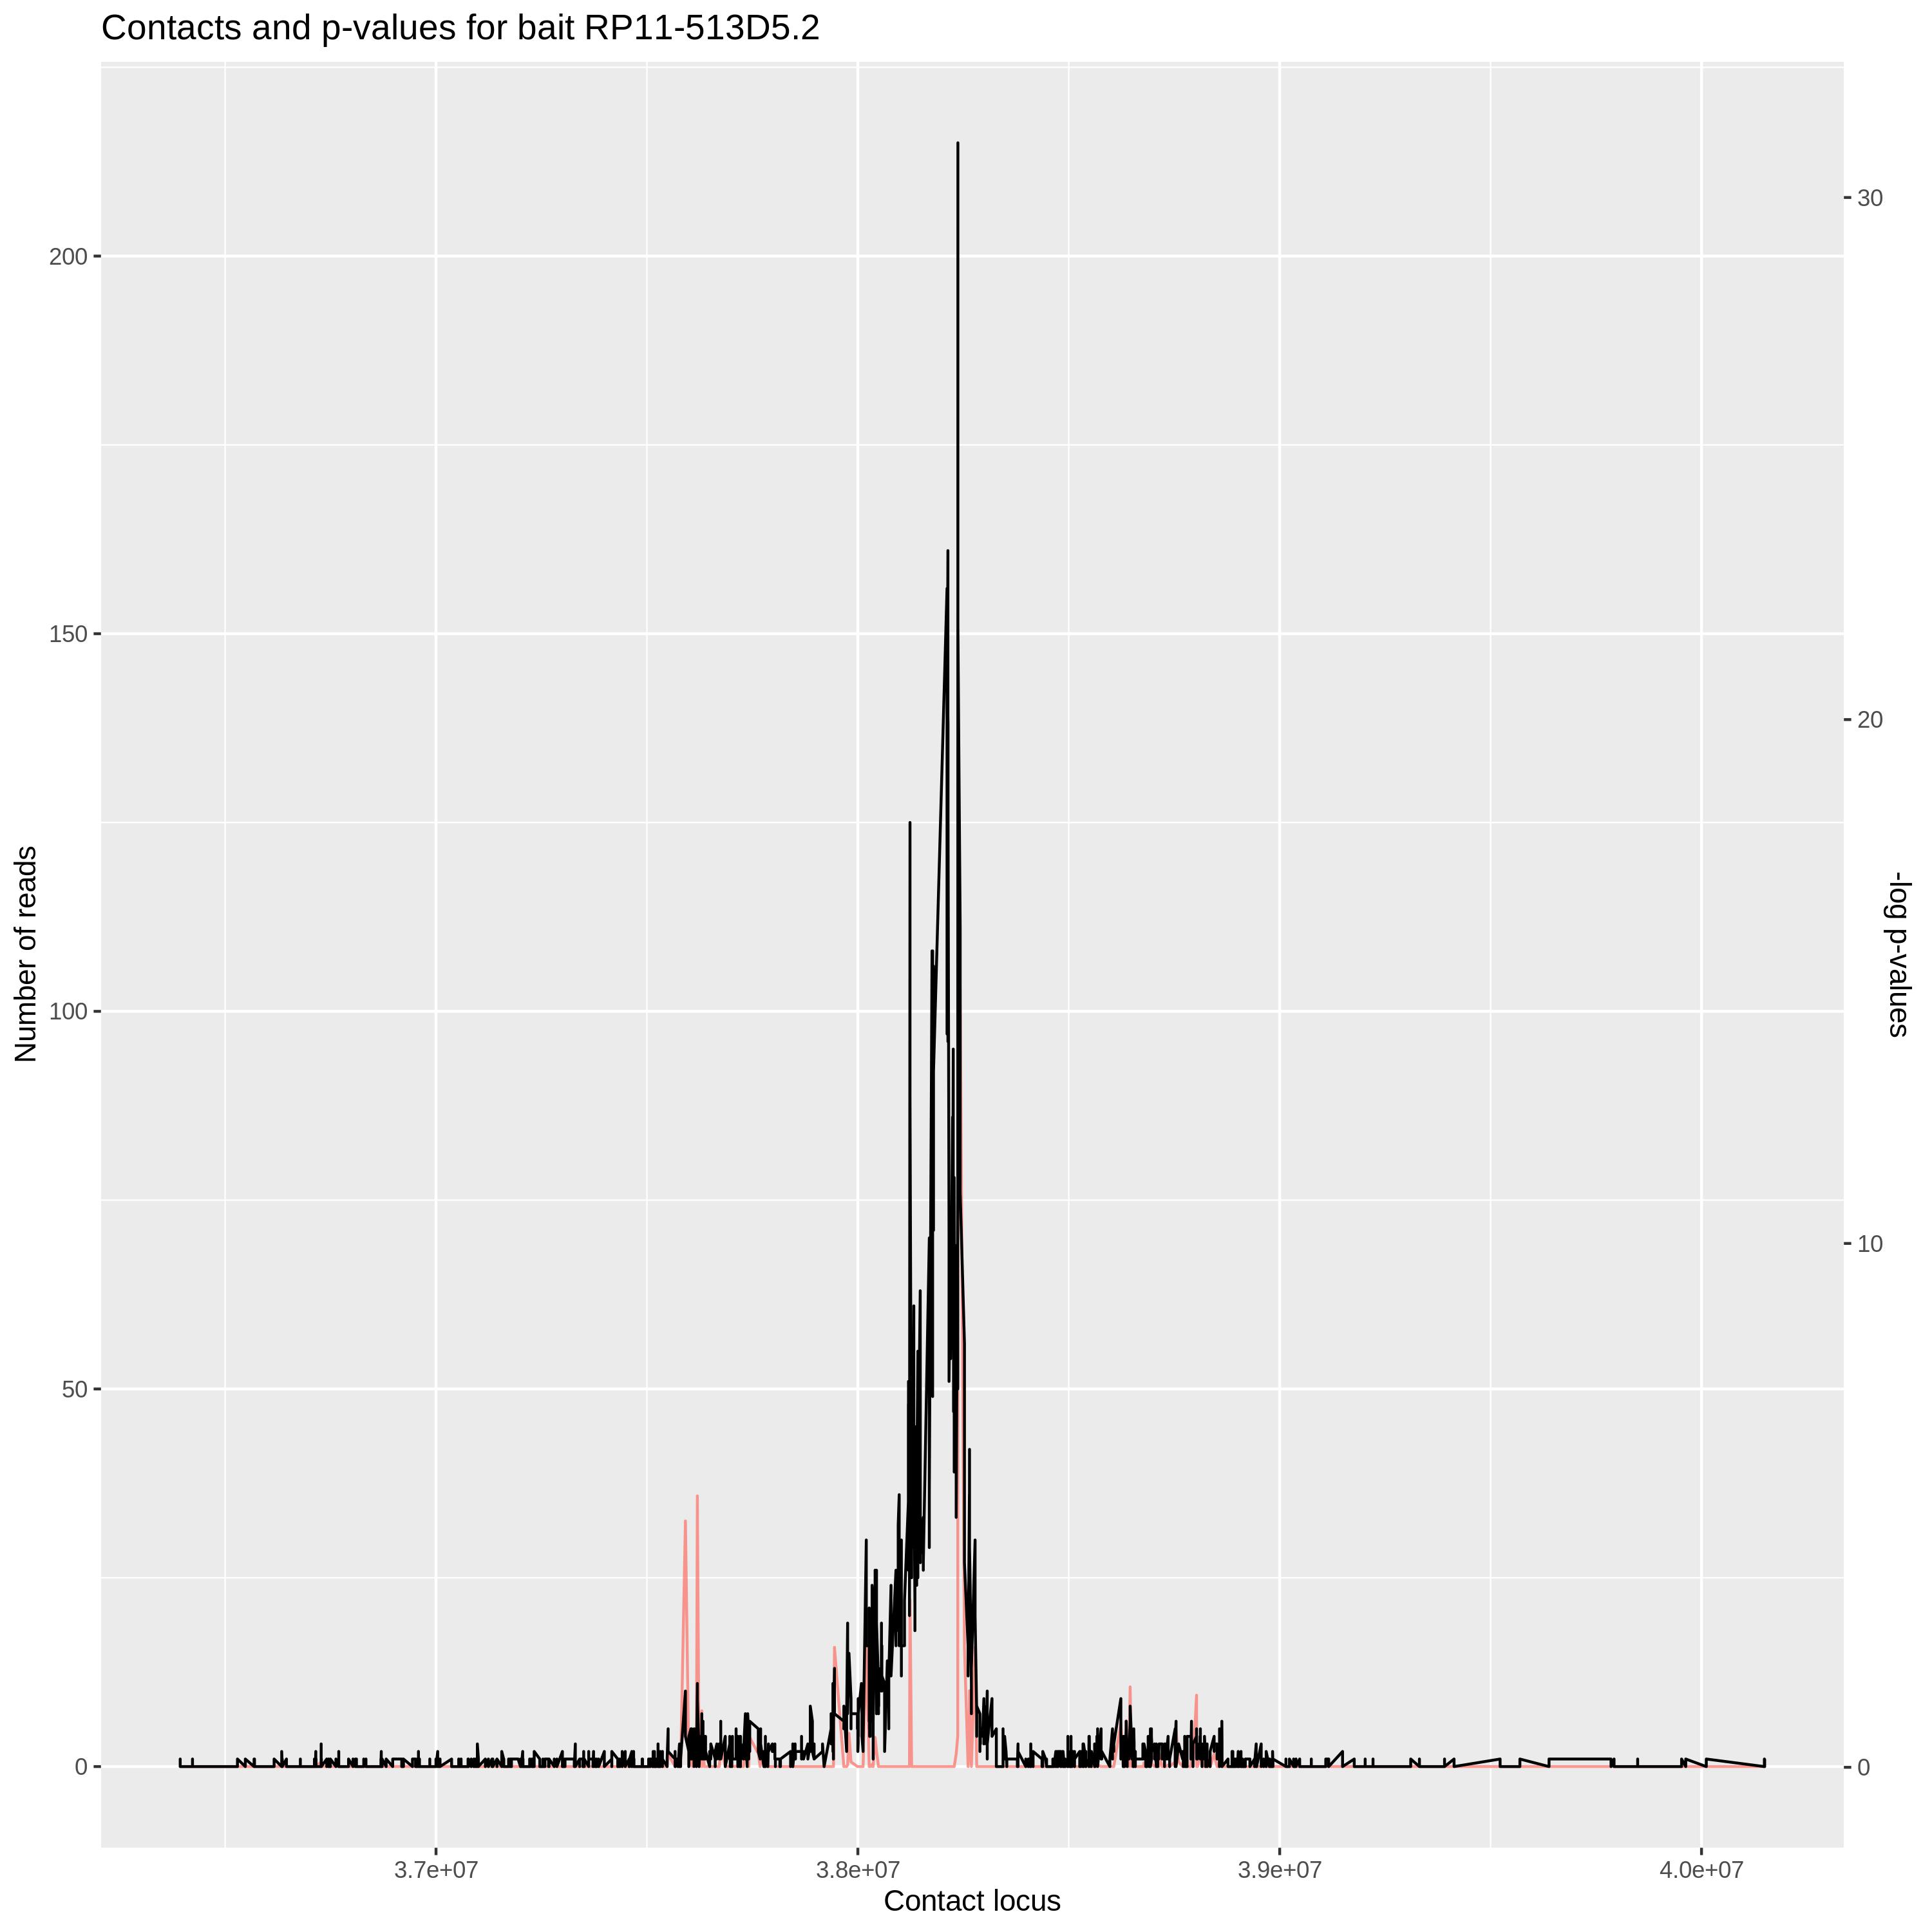 Contacts and p-values for bait RP11-513D5.2
Number of reads
200
150
100
50
0
30
20
10
0
-log p-values
3.7e+07 3.8e+07 3.9e+07 4.0e+07
Contact locus